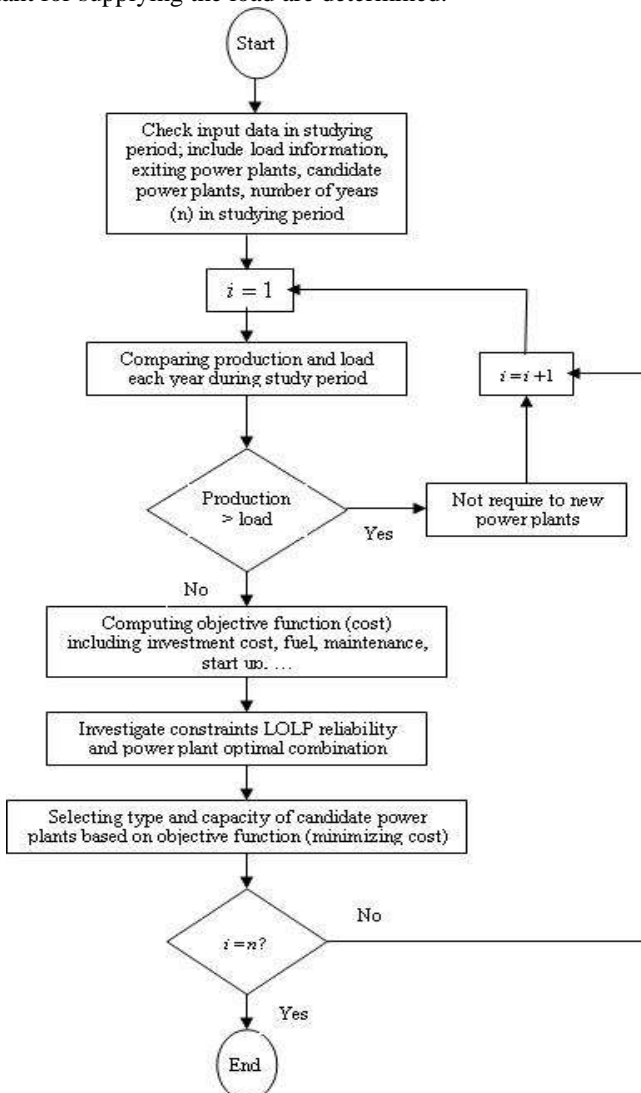 ant for supplying the load are determined.
Start
Check input data in studying
period; include load information,
exiting power plants, candidate
power plants, number of years
(n) in studying period
i = 1
Comparing production and load
each year during study period
i=i+1
Production
> load
Yes
Not require to new
power plants
No
Computing objective function (cost)
including investment cost, fuel, maintenance,
start up. …
Investigate constraints LOLP reliability
and power plant optimal combination
Selecting type and capacity of candidate power
plants based on objective function (minimizing cost)
i=n?
No
Yes
End